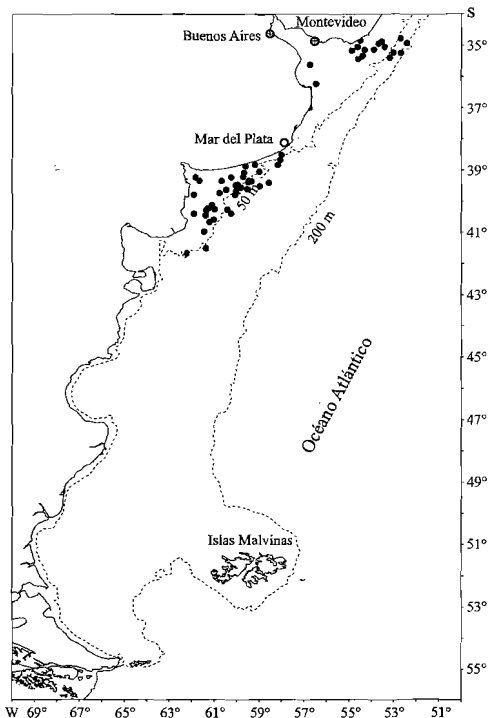 S
Montevideo
Buenos Aires
35°
37°
Mar del Plata
39°
50 m
200 m
41°
43°
45°
Océano Atlántico
47°
49°
Islas Malvinas
51°
53°
55°
W 69° 67° 65° 63° 61° 59° 57° 55° 53° 51°